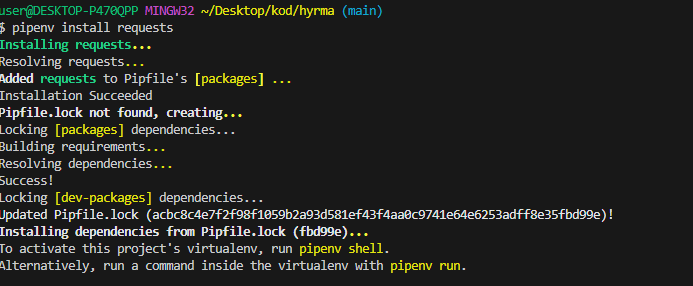 user@DESKTOP-P470QPP MINGW32 ~/Desktop/kod/hyrma (main)
$ pipenv install requests
Installing requests...
Resolving requests...
Added requests to Pipfile's [packages] ...
Installation Succeeded
Pipfile.lock not found, creating...
Locking [packages] dependencies...
Building requirements...
Resolving dependencies...
Success!
Locking [dev-packages] dependencies...
Updated Pipfile.lock (acbc8c4e7f2f98f1059b2a93d581ef43f4aa0c9741e64e6253adff8e35fbd99e)!
Installing dependencies from Pipfile.lock (fbd99e)...
To activate this project's virtualenv, run pipenv shell.
Alternatively, run a command inside the virtualenv with pipenv run.